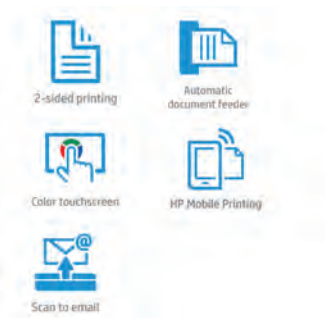 2-sided printing
Automatic
document feeder
Color touchscreen
HP Mobile Printing
@
Scan to email